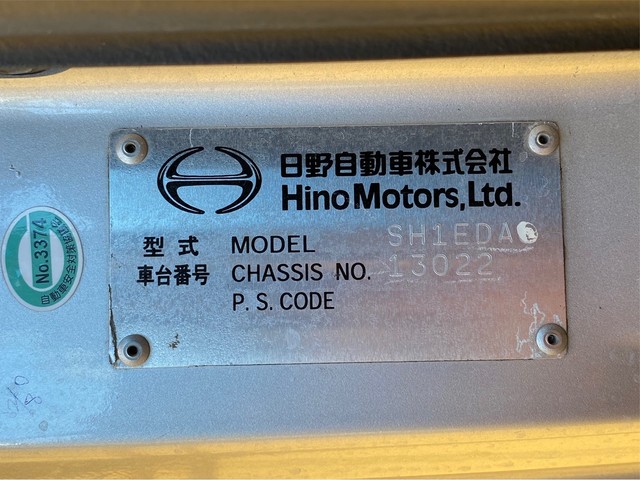 日野自動車株式会社
Hino Motors, Ltd.
型式 MODEL SH1EDA
車台番号 CHASSIS NO. 13022
P. S. CODE
No.3374